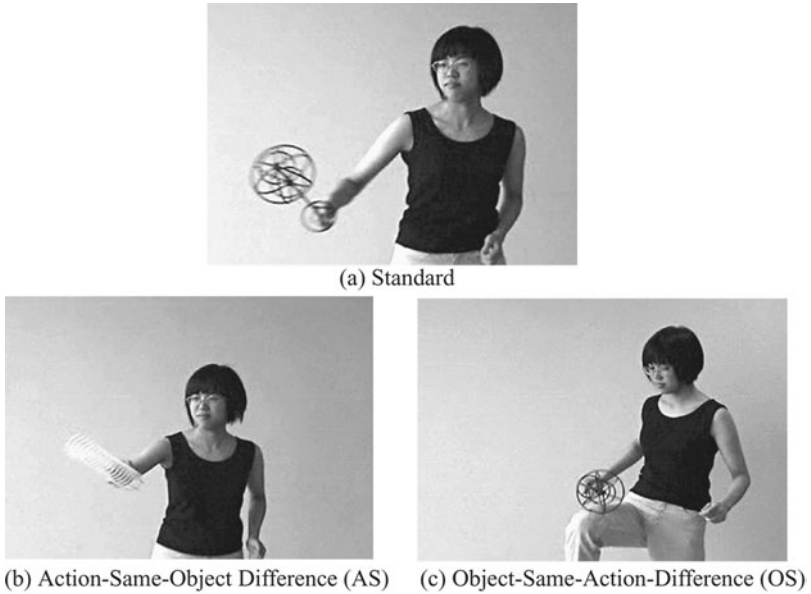 (a) Standard
(b) Action-Same-Object Difference (AS)
(c) Object-Same-Action-Difference (OS)